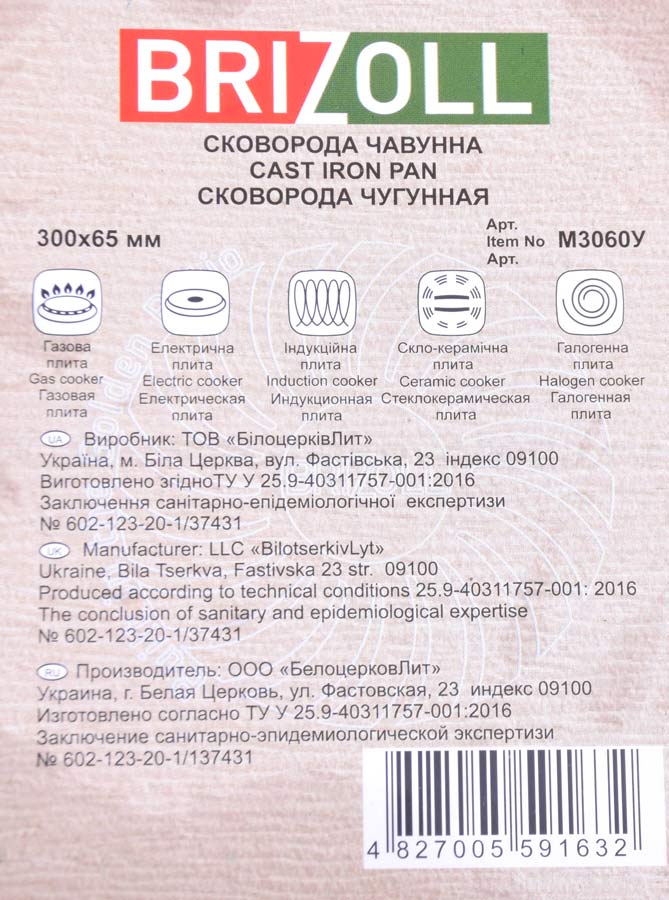 BRIZOLL
СКОВОРОДА ЧАВУННА
CAST IRON PAN
СКОВОРОДА ЧУГУННАЯ
300x65 мм
Арт.
Item No М3060У
Арт.
Газова плита
Gas cooker
Газовая плита
Електрична плита
Electric cooker
Електрическая плита
Індукційна плита
Induction cooker
Индукционная плита
Скло-керамічна плита
Ceramic cooker
Стеклокерамическая плита
Галогенна плита
Halogen cooker
Галогенная плита
UA Виробник: ТОВ «БілоцерківЛит»
Україна, м. Біла Церква, вул. Фастівська, 23 індекс 09100
Виготовлено згідноТУ У 25.9-40311757-001:2016
Заключення санітарно-епідеміологічної експертизи
№ 602-123-20-1/37431
UK Manufacturer: LLC «BilotserkivLyt»
Ukraine, Bila Tserkva, Fastivska 23 str. 09100
Produced according to technical conditions 25.9-40311757-001: 2016
The conclusion of sanitary and epidemiological expertise
№ 602-123-20-1/37431
RU Производитель: ООО «БелоцерковЛит»
Украина, г. Белая Церковь, ул. Фастовская, 23 індекс 09100
Изготовлено согласно ТУ У 25.9-40311757-001:2016
Заключение санитарно-эпидемиологической экспертизи
№ 602-123-20-1/137431
4 827005 591632